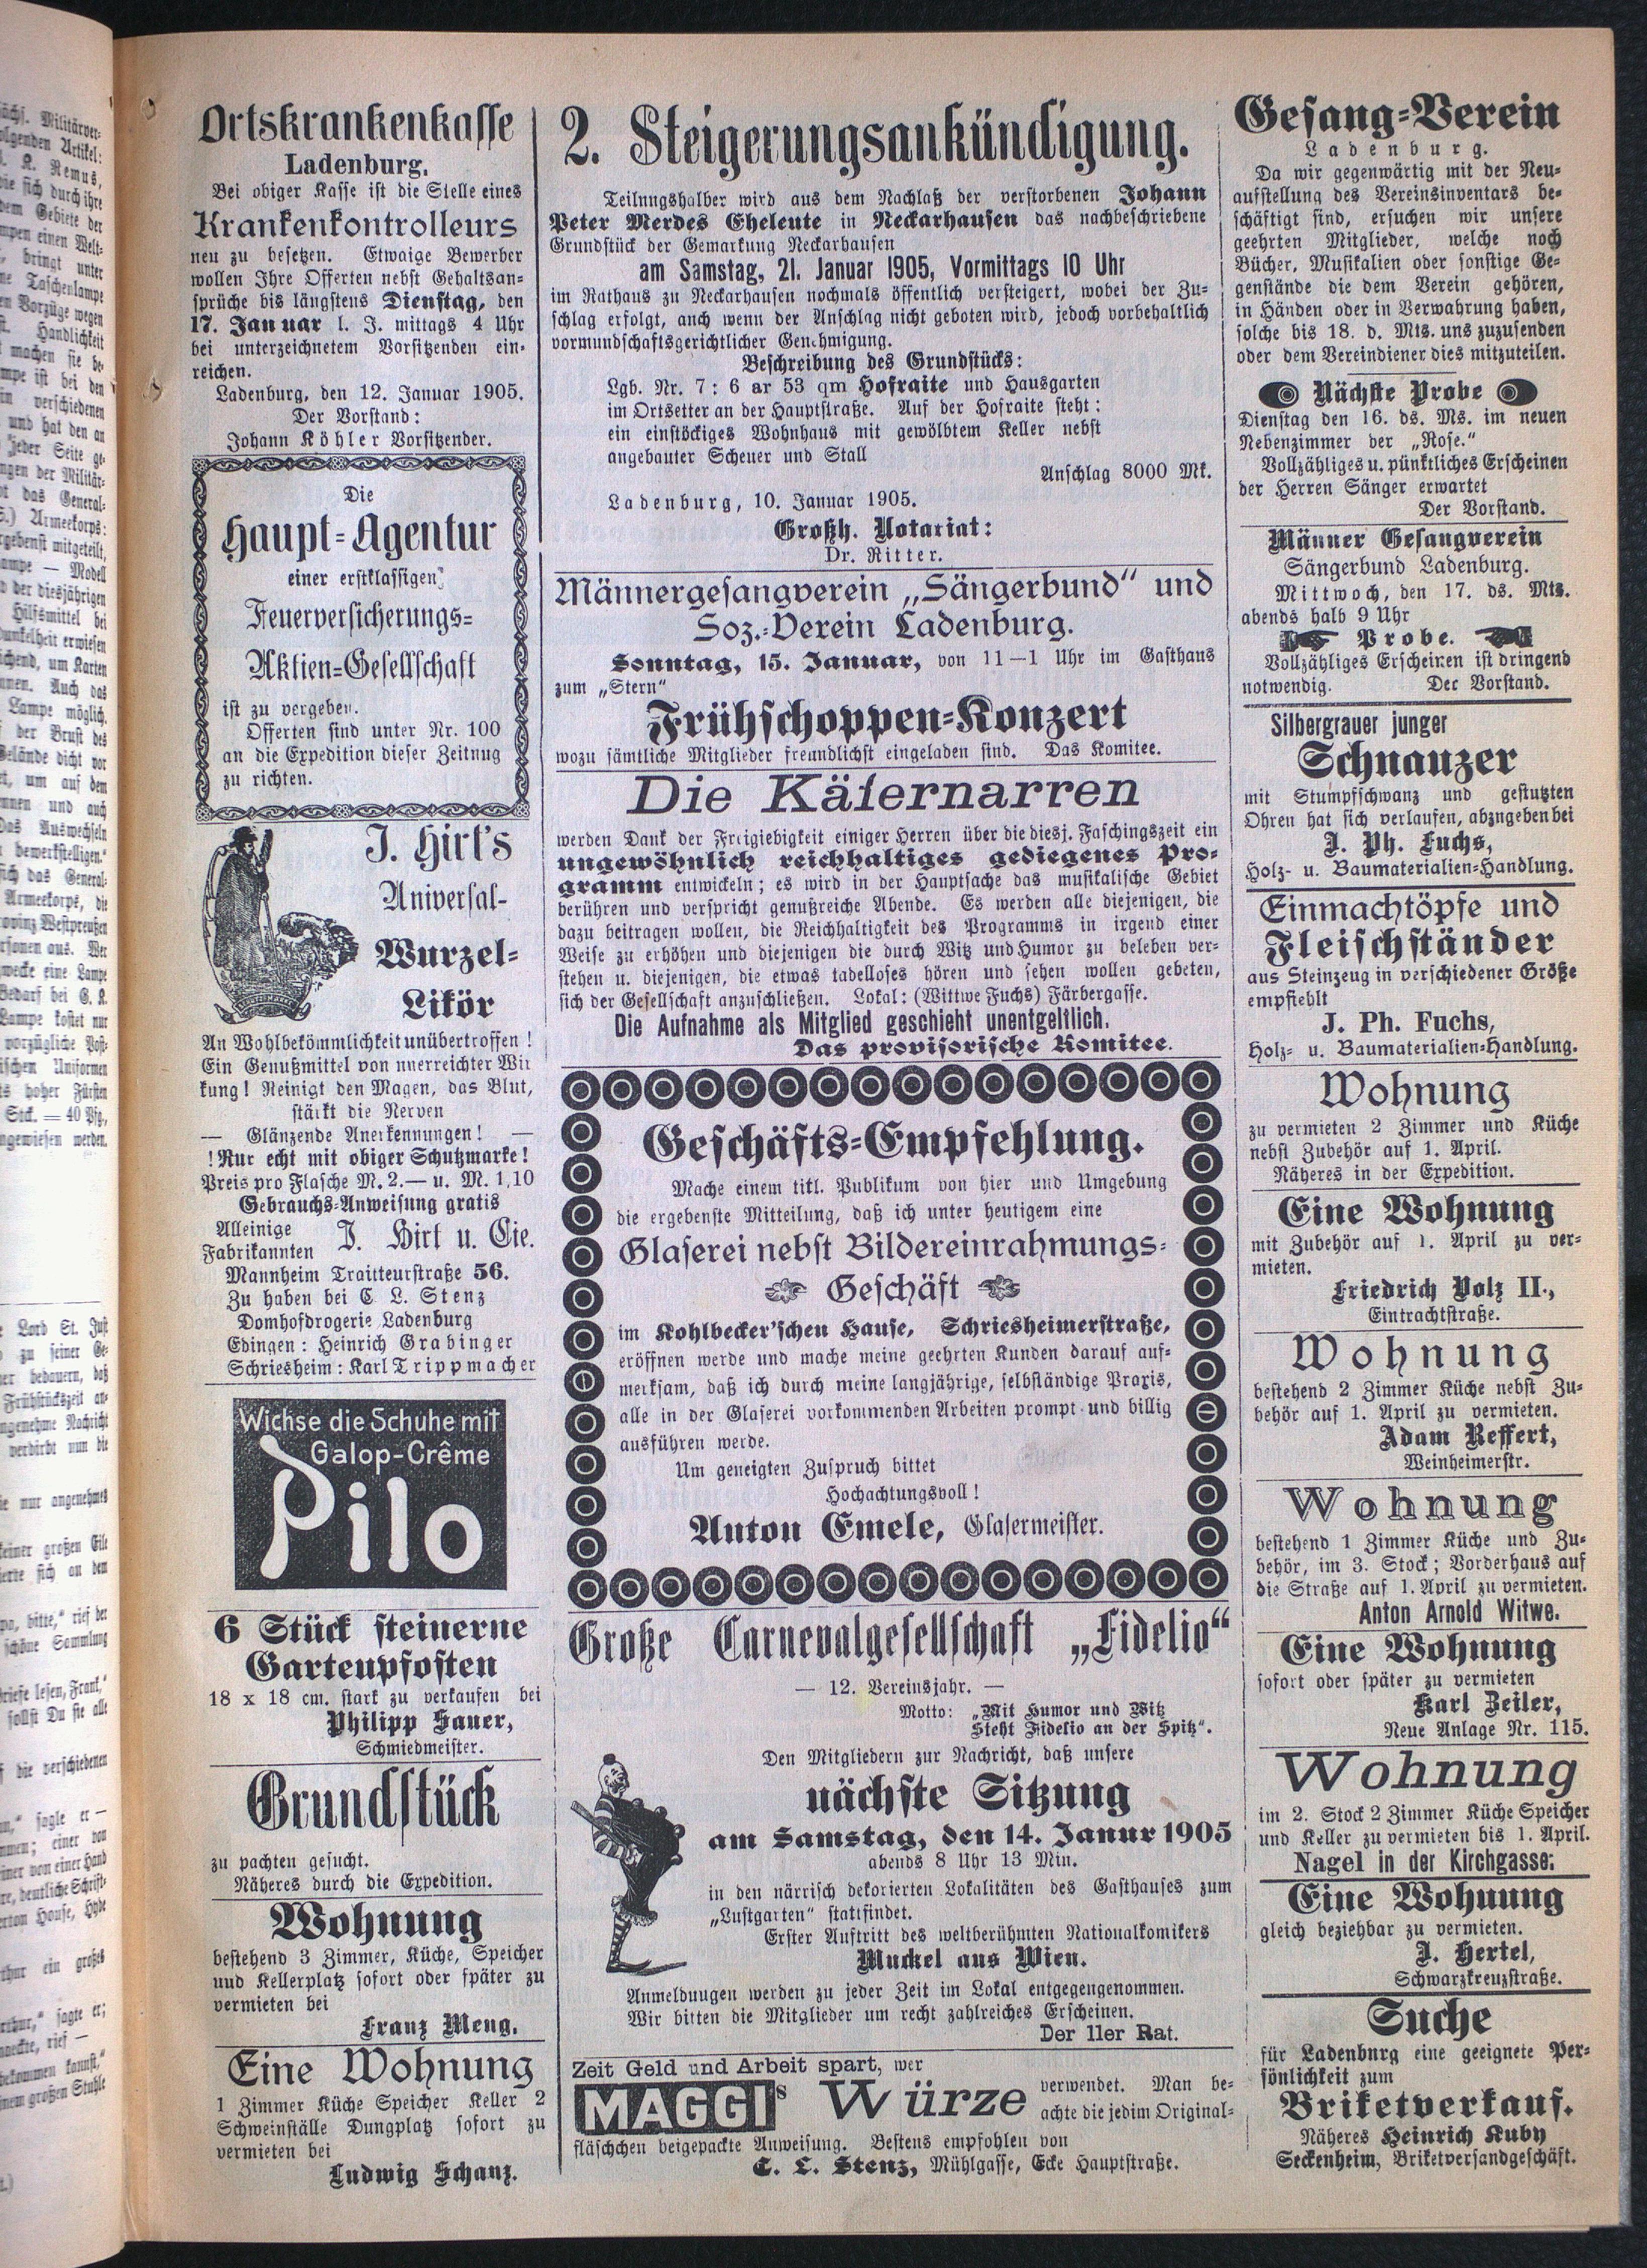 Ortskrankenkasse
Ladenburg.
Bei obiger Kasse ist die Stelle eines
Krankenkontrolleurs
neu zu besetzen. Etwaige Bewerber
wollen Ihre Offerten nebst Gehaltsan-
sprüche bis längstens Dienstag, den
17. Januar l. J. mittags 4 Uhr
bei unterzeichnetem Vorsitzenden ein-
reichen.
Ladenburg, den 12. Januar 1905.
Der Vorstand:
Johann Köhler Vorsitzender.
Die
Haupt-Agentur
einer erstklassigen
Feuerversicherungs-
Aktien-Gesellschaft
ist zu vergeben.
Offerten sind unter Nr. 100
an die Expedition dieser Zeitnug
zu richten.
J. Hirt's
Universal-
Wurzel-
Likör
An Wohlbekömmlichkeit unübertroffen!
Ein Genußmittel von unerreichter Wir
kung! Reinigt den Magen, das Blut,
stärkt die Nerven
— Glänzende Anerkennungen! —
!Nur echt mit obiger Schutzmarke!
Preis pro Flasche M. 2.— u. M. 1,10
Gebrauchs-Anweisung gratis
Alleinige
Fabrikannten J. Hirt u. Cie.
Mannheim Traitteurstraße 56.
Zu haben bei C. L. Stenz
Domhofdrogerie Ladenburg
Edingen: Heinrich Grabinger
Schriesheim: Karl Trippmacher
Wichse die Schuhe mit
Galop-Crême
Pilo
6 Stück steinerne
Gartenpfosten
18 x 18 cm. stark zu verkaufen bei
Philipp Hauer,
Schmiedmeister.
Grundstück
zu pachten gesucht.
Näheres durch die Expedition.
Wohnung
bestehend 3 Zimmer, Küche, Speicher
und Kellerplatz sofort oder später zu
vermieten bei
Franz Meng.
Eine Wohnung
1 Zimmer Küche Speicher Keller 2
Schweinställe Dungplatz sofort zu
vermieten bei
Ludwig Schanz.
2. Steigerungsankündigung.
Teilungshalber wird aus dem Nachlaß der verstorbenen Johann
Peter Merdes Eheleute in Neckarhausen das nachbeschriebene
Grundstück der Gemarkung Neckarhausen
am Samstag, 21. Januar 1905, Vormittags 10 Uhr
im Rathaus zu Neckarhausen nochmals öffentlich versteigert, wobei der Zu-
schlag erfolgt, auch wenn der Anschlag nicht geboten wird, jedoch vorbehaltlich
vormundschaftsgerichtlicher Genehmigung.
Beschreibung des Grundstücks:
Lgb. Nr. 7: 6 ar 53 qm Hofraite und Hausgarten
im Ortsetter an der Hauptstraße. Auf der Hofraite steht:
ein einstöckiges Wohnhaus mit gewölbtem Keller nebst
angebauter Scheuer und Stall
Anschlag 8000 Mk.
Ladenburg, 10. Januar 1905.
Großh. Notariat:
Dr. Ritter.
Männergesangverein „Sängerbund“ und
Soz.-Verein Ladenburg.
Sonntag, 15. Januar, von 11—1 Uhr im Gasthaus
zum „Stern“
Frühschoppen-Konzert
wozu sämtliche Mitglieder freundlichst eingeladen sind. Das Komitee.
Die Käfernarren
werden Dank der Freigiebigkeit einiger Herren über die diesj. Faschingszeit ein
ungewöhnlich reichhaltiges gediegenes Pro-
gramm entwickeln; es wird in der Hauptsache das musikalische Gebiet
berühren und verspricht genußreiche Abende. Es werden alle diejenigen, die
dazu beitragen wollen, die Reichhaltigkeit des Programms in irgend einer
Weise zu erhöhen und diejenigen die durch Witz und Humor zu beleben ver-
stehen u. diejenigen, die etwas tadelloses hören und sehen wollen gebeten,
sich der Gesellschaft anzuschließen. Lokal: (Wittwe Fuchs) Färbergasse.
Die Aufnahme als Mitglied geschieht unentgeltlich.
Das provisorische Komitee.
Geschäfts-Empfehlung.
Mache einem titl. Publikum von hier und Umgebung
die ergebenste Mitteilung, daß ich unter heutigem eine
Glaserei nebst Bildereinrahmungs-
Geschäft
im Kohlbecker'schen Hause, Schriesheimerstraße,
eröffnen werde und mache meine geehrten Kunden darauf auf-
merksam, daß ich durch meine langjährige, selbständige Praxis,
alle in der Glaserei vorkommenden Arbeiten prompt und billig
ausführen werde.
Um geneigten Zuspruch bittet
Hochachtungsvoll!
Anton Emele, Glasermeister.
Große Carnevalgesellschaft „Fidelio“
— 12. Vereinsjahr. —
Motto: „Mit Humor und Witz
Steht Fidelio an der Spitz“.
Den Mitgliedern zur Nachricht, daß unsere
nächste Sitzung
am Samstag, den 14. Janur 1905
abends 8 Uhr 13 Min.
in den närrisch dekorierten Lokalitäten des Gasthauses zum
„Lustgarten“ stattfindet.
Erster Auftritt des weltberühmten Nationalkomikers
Muckel aus Wien.
Anmelduugen werden zu jeder Zeit im Lokal entgegengenommen.
Wir bitten die Mitglieder um recht zahlreiches Erscheinen.
Der 11er Rat.
Zeit Geld und Arbeit spart, wer
MAGGIs Würze verwendet. Man be-
achte die jedim Original-
fläschchen beigepackte Anweisung. Bestens empfohlen von
C. L. Stenz, Mühlgasse, Ecke Hauptstraße.
Gesang-Verein
Ladenburg.
Da wir gegenwärtig mit der Neu-
aufstellung des Vereinsinventars be-
schäftigt sind, ersuchen wir unsere
geehrten Mitglieder, welche noch
Bücher, Musikalien oder sonstige Ge-
genstände die dem Verein gehören,
in Händen oder in Verwahrung haben,
solche bis 18. d. Mts. uns zuzusenden
oder dem Vereindiener dies mitzuteilen.
Nächste Probe
Dienstag den 16. ds. Ms. im neuen
Nebenzimmer der „Rose.“
Vollzähliges u. pünktliches Erscheinen
der Herren Sänger erwartet
Der Vorstand.
Männer Gesangverein
Sängerbund Ladenburg.
Mittwoch, den 17. ds. Mts.
abends halb 9 Uhr
Probe.
Vollzähliges Erscheinen ist dringend
notwendig. Der Vorstand.
Silbergrauer junger
Schnauzer
mit Stumpfschwanz und gestutzten
Ohren hat sich verlaufen, abzugeben bei
J. Ph. Fuchs,
Holz- u. Baumaterialien-Handlung.
Einmachtöpfe und
Fleischständer
aus Steinzeug in verschiedener Größe
empfiehlt
J. Ph. Fuchs,
Holz- u. Baumaterialien-Handlung.
Wohnung
zu vermieten 2 Zimmer und Küche
nebst Zubehör auf 1. April.
Näheres in der Expedition.
Eine Wohnung
mit Zubehör auf 1. April zu ver-
mieten.
Friedrich Volz II.,
Eintrachtstraße.
Wohnung
bestehend 2 Zimmer Küche nebst Zu-
behör auf 1. April zu vermieten.
Adam Reffert,
Weinheimerstr.
Wohnung
bestehend 1 Zimmer Küche und Zu-
behör, im 3. Stock; Vorderhaus auf
die Straße auf 1. April zu vermieten.
Anton Arnold Witwe.
Eine Wohnung
sofort oder später zu vermieten
Karl Zeiler,
Neue Anlage Nr. 115.
Wohnung
im 2. Stock 2 Zimmer Küche Speicher
und Keller zu vermieten bis 1. April.
Nagel in der Kirchgasse.
Eine Wohnung
gleich beziehbar zu vermieten.
J. Hertel,
Schwarzkreuzstraße.
Suche
für Ladenburg eine geeignete Per-
sönlichkeit zum
Briketverkauf.
Näheres Heinrich Kuby
Seckenheim, Briketversandgeschäft.